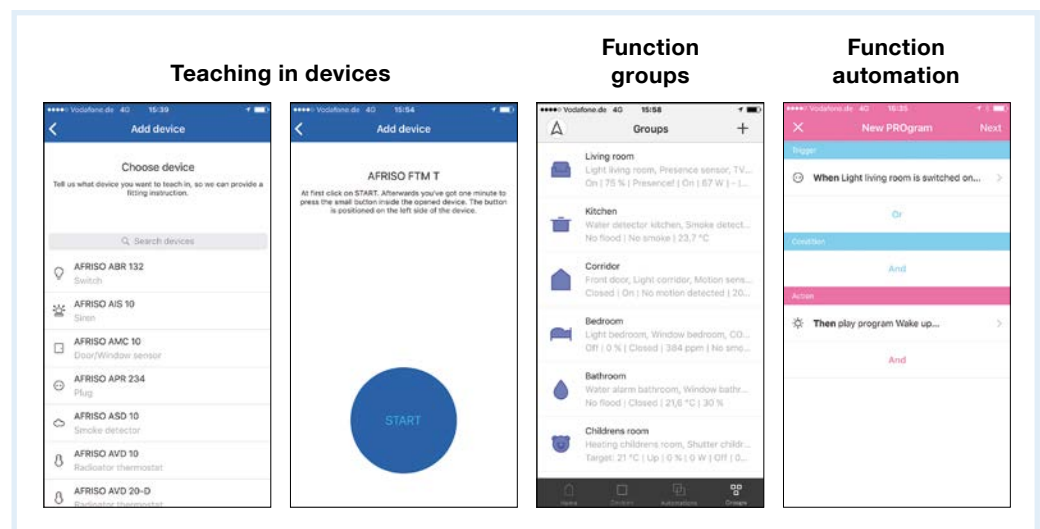 Teaching in devices
Function
groups
Function
automation
Vodafone.de 4G 15:39
Add device
Choose device
Tell us what device you want to teach in, so we can provide a
fitting instruction.
Search devices
AFRISO ABR 132
Switch
AFRISO AIS 10
Siren
AFRISO AMC 10
Door/Window sensor
AFRISO APR 234
Plug
AFRISO ASD 10
Smoke detector
AFRISO AVD 10
Radioator thermostat
AFRISO AVD 20-D
Vodafone.de 4G 15:54
Add device
AFRISO FTM T
At first click on START. Afterwards you've got one minute to
press the small button inside the opened device. The button
is positioned on the left side of the device.
START
Vodafone.de 4G 15:58
Groups
Living room
Light living room, Presence sensor, TV...
On | 75 % | Presence! | On | 67 W | – |...
Kitchen
Water detector kitchen, Smoke detect...
No flood | No smoke | 23,7 °C
Corridor
Front door, Light corridor, Motion sens...
Closed | On | No motion detected | 20...
Bedroom
Light bedroom, Window bedroom, CO...
Off | 0 % | Closed | 384 ppm | No smo...
Bathroom
Water alarm bathroom, Window bathr...
No flood | Closed | 21,6 °C | 30 %
Childrens room
Heating childrens room, Shutter childr...
Target: 21 °C | Up | 0 % | 0 W | Off | 0...
Home Devices Automations Groups
Vodafone.de 4G 16:35
New PROgram Next
Trigger
When Light living room is switched on...
Or
Condition
And
Action
Then play program Wake up...
And